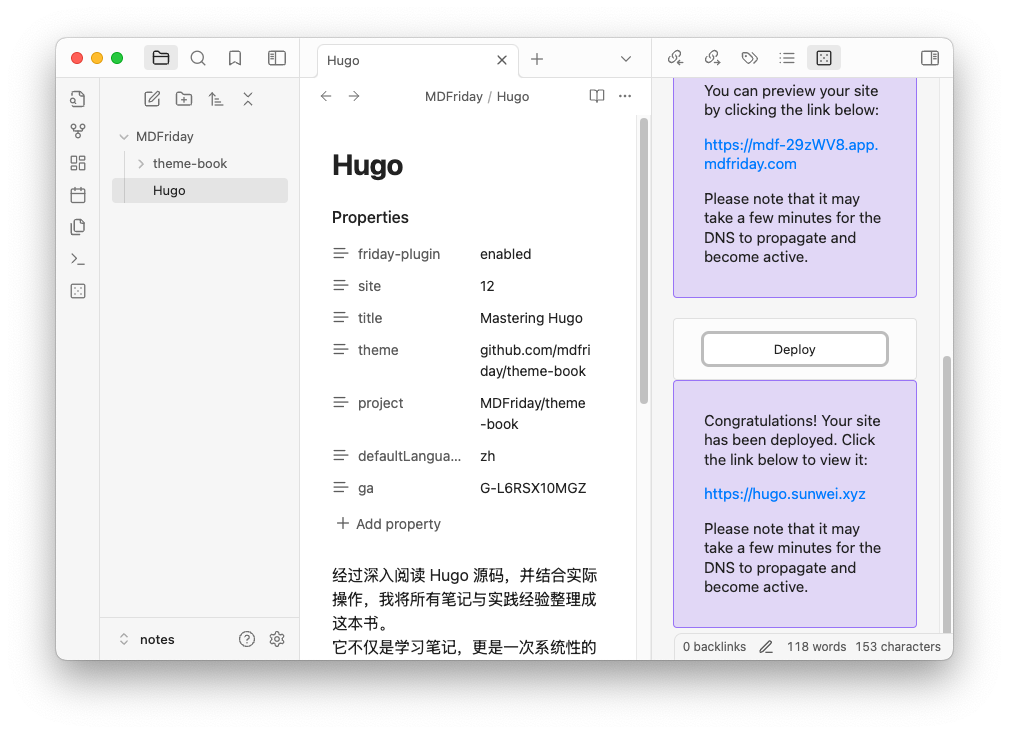 Hugo
MDFriday / Hugo
MDFriday
theme-book
Hugo
notes
Hugo
Properties
friday-plugin
enabled
site
12
title
Mastering Hugo
theme
github.com/mdfri
day/theme-book
project
MDFriday/theme
-book
defaultLangua...
zh
ga
G-L6RSX10MGZ
Add property
经过深入阅读 Hugo 源码，并结合实际
操作，我将所有笔记与实践经验整理成
这本书。
它不仅是学习笔记，更是一次系统性的
You can preview your site
by clicking the link below:
https://mdf-29zWV8.app.
mdfriday.com
Please note that it may
take a few minutes for the
DNS to propagate and
become active.
Deploy
Congratulations! Your site
has been deployed. Click
the link below to view it:
https://hugo.sunwei.xyz
Please note that it may
take a few minutes for the
DNS to propagate and
become active.
0 backlinks
118 words
153 characters